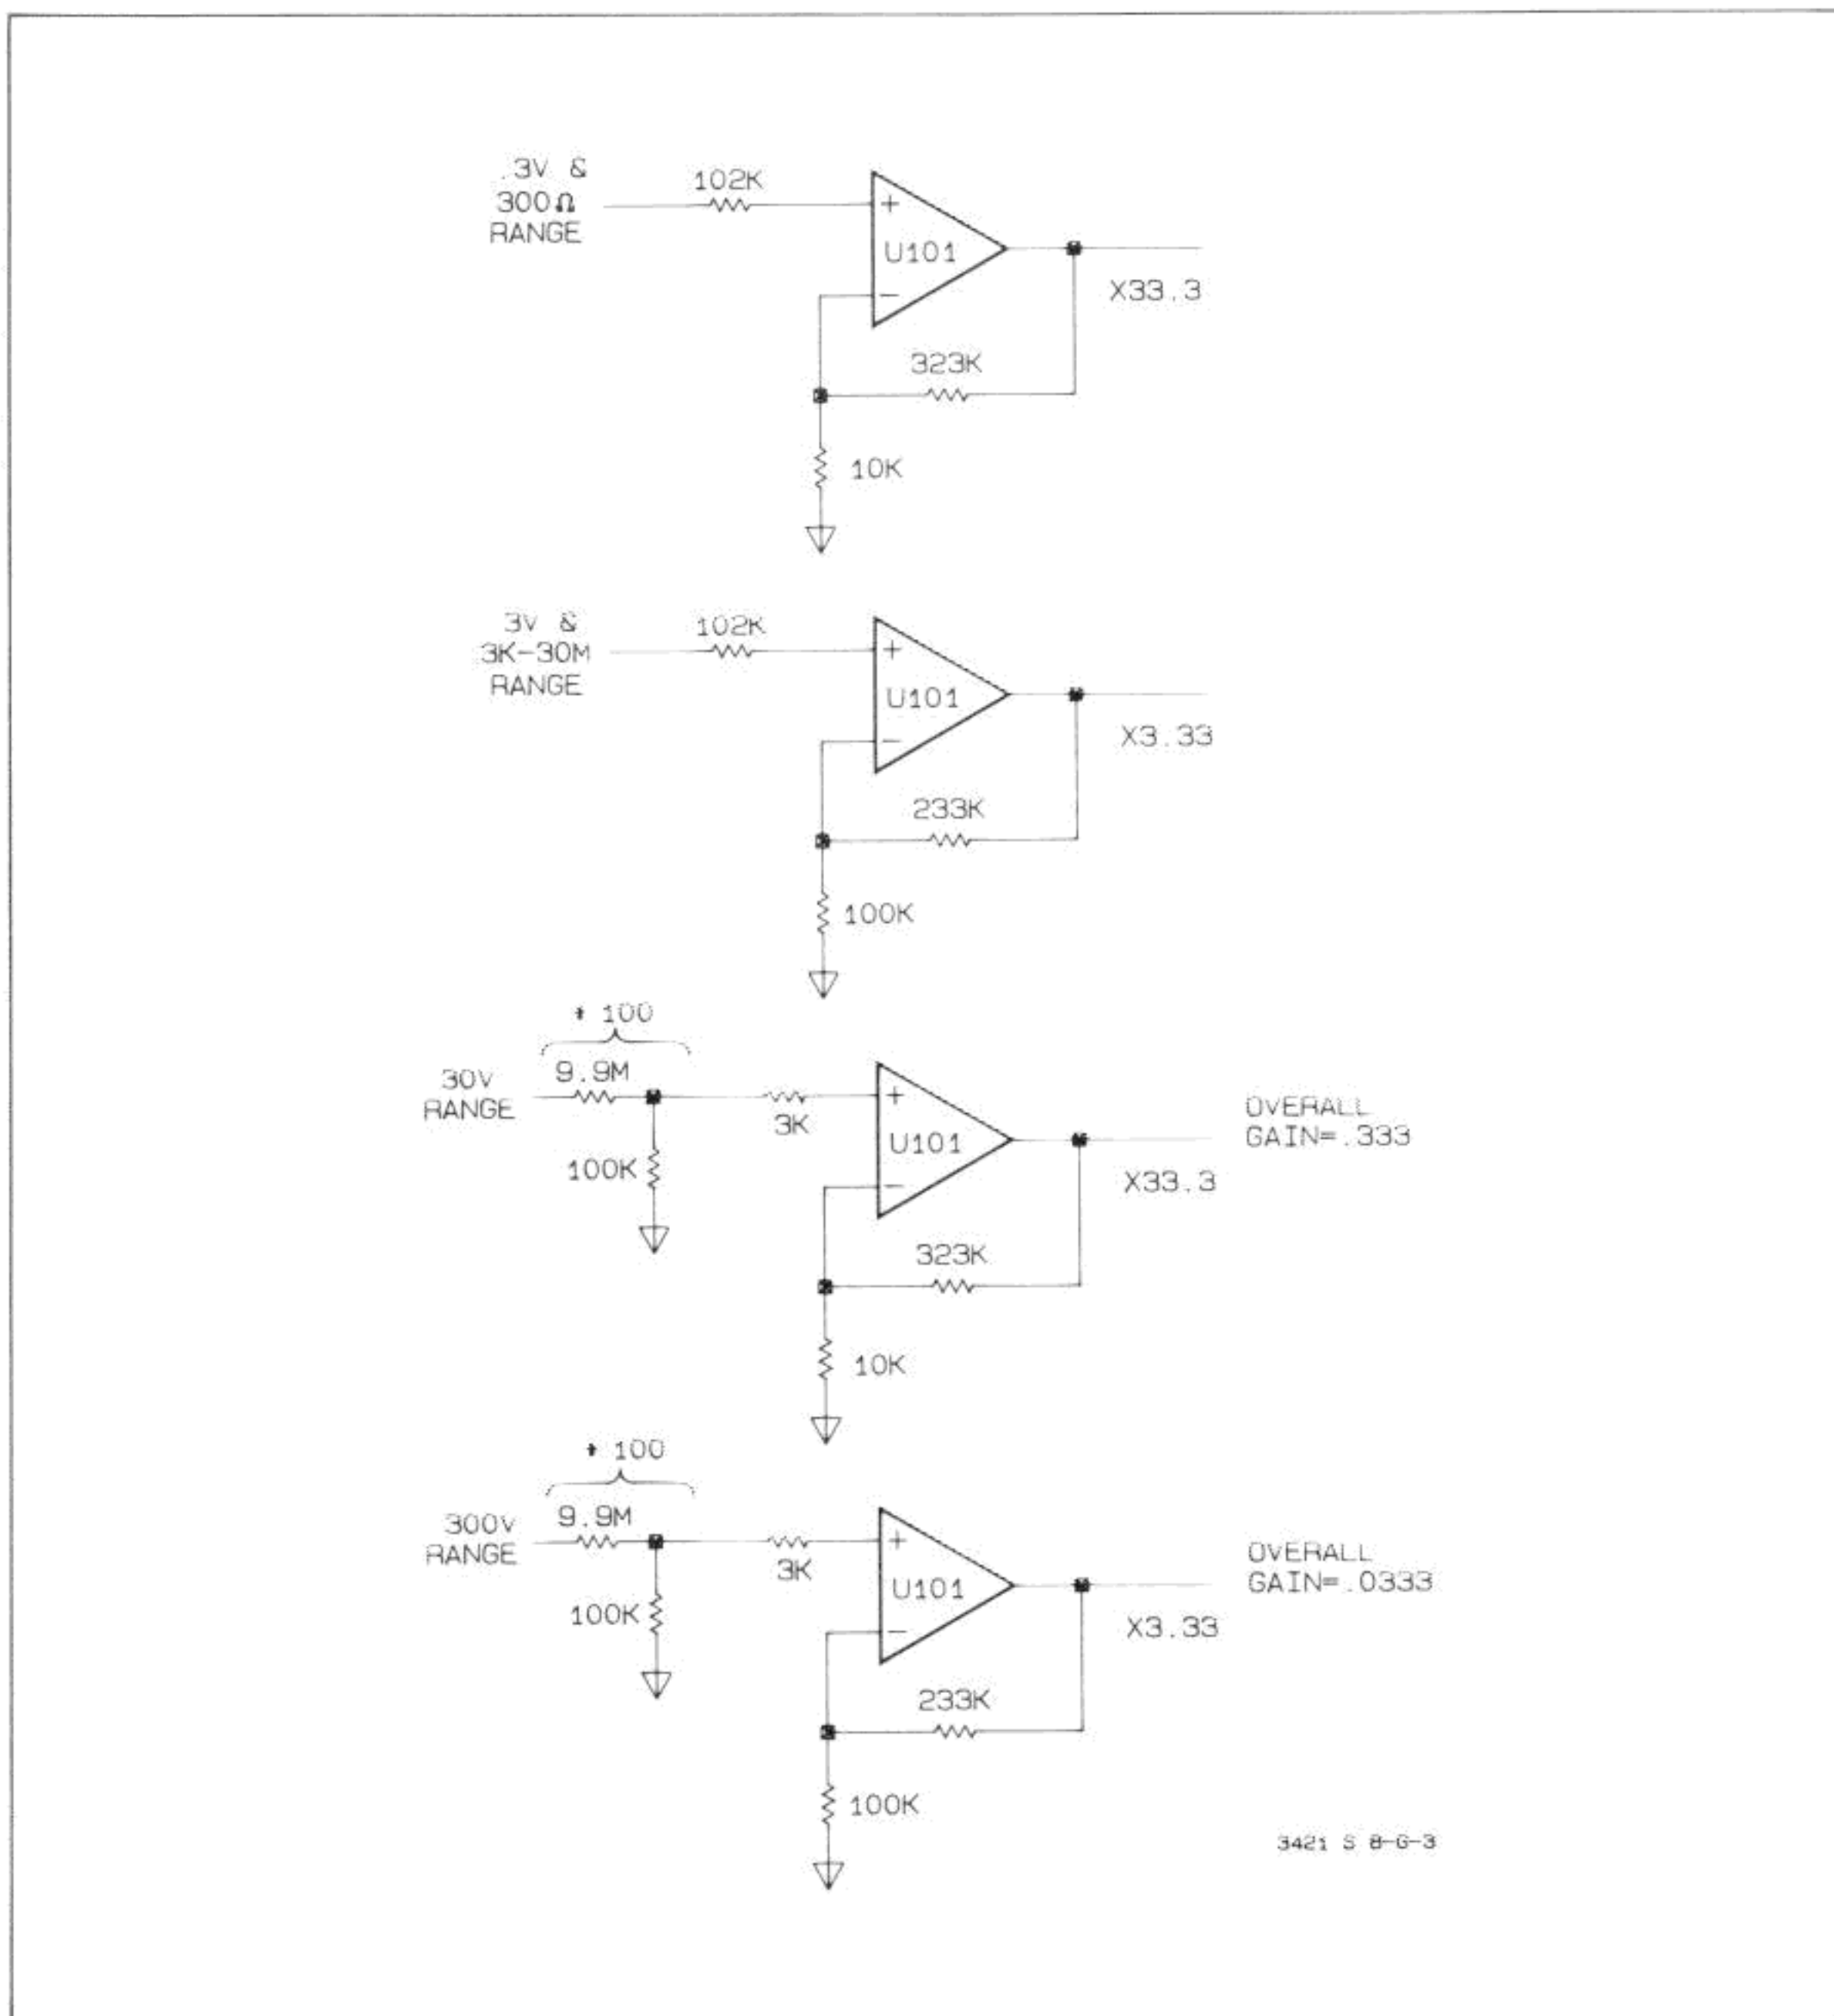 .3V &
300Ω
RANGE
102K
+
U101
−
X33.3
323K
10K
3V &
3K-30M
RANGE
102K
+
U101
−
X3.33
233K
100K
÷ 100
9.9M
30V
RANGE
3K
100K
+
U101
−
OVERALL
GAIN=.333
X33.3
323K
10K
÷ 100
9.9M
300V
RANGE
3K
100K
+
U101
−
OVERALL
GAIN=.0333
X3.33
233K
100K
3421 S 8-G-3